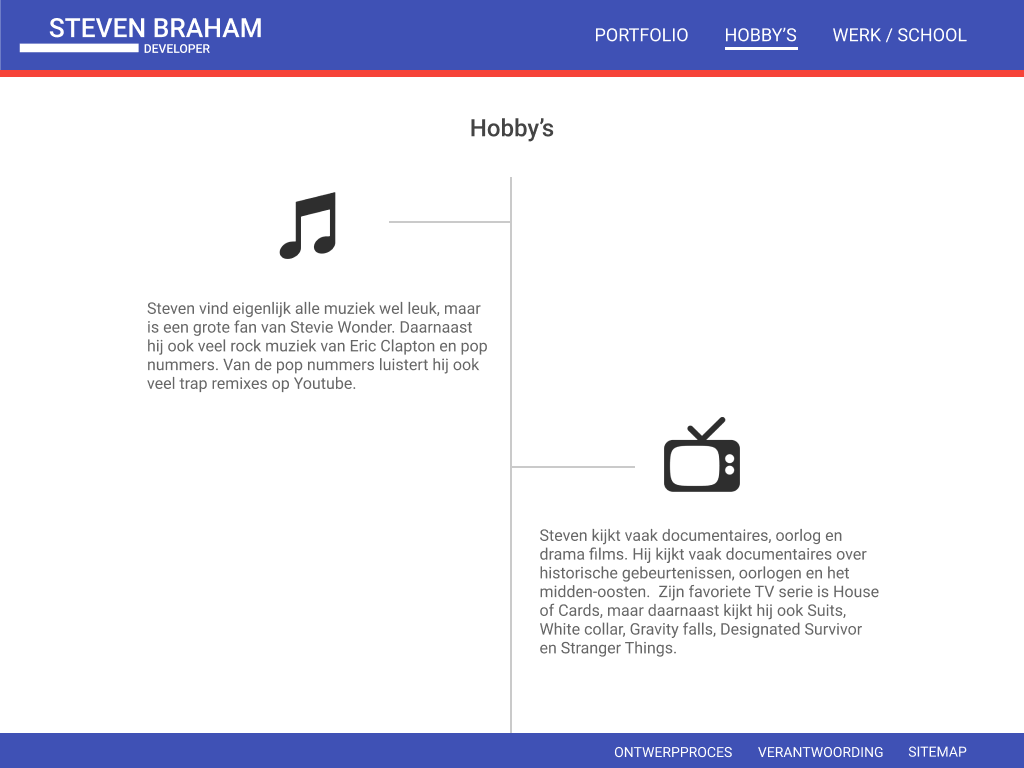 STEVEN BRAHAM
DEVELOPER
PORTFOLIO
HOBBY’S
WERK / SCHOOL
Hobby’s
Steven vind eigenlijk alle muziek wel leuk, maar
is een grote fan van Stevie Wonder. Daarnaast
hij ook veel rock muziek van Eric Clapton en pop
nummers. Van de pop nummers luistert hij ook
veel trap remixes op Youtube.
Steven kijkt vaak documentaires, oorlog en
drama films. Hij kijkt vaak documentaires over
historische gebeurtenissen, oorlogen en het
midden-oosten.  Zijn favoriete TV serie is House
of Cards, maar daarnaast kijkt hij ook Suits,
White collar, Gravity falls, Designated Survivor
en Stranger Things.
ONTWERPPROCES
VERANTWOORDING
SITEMAP